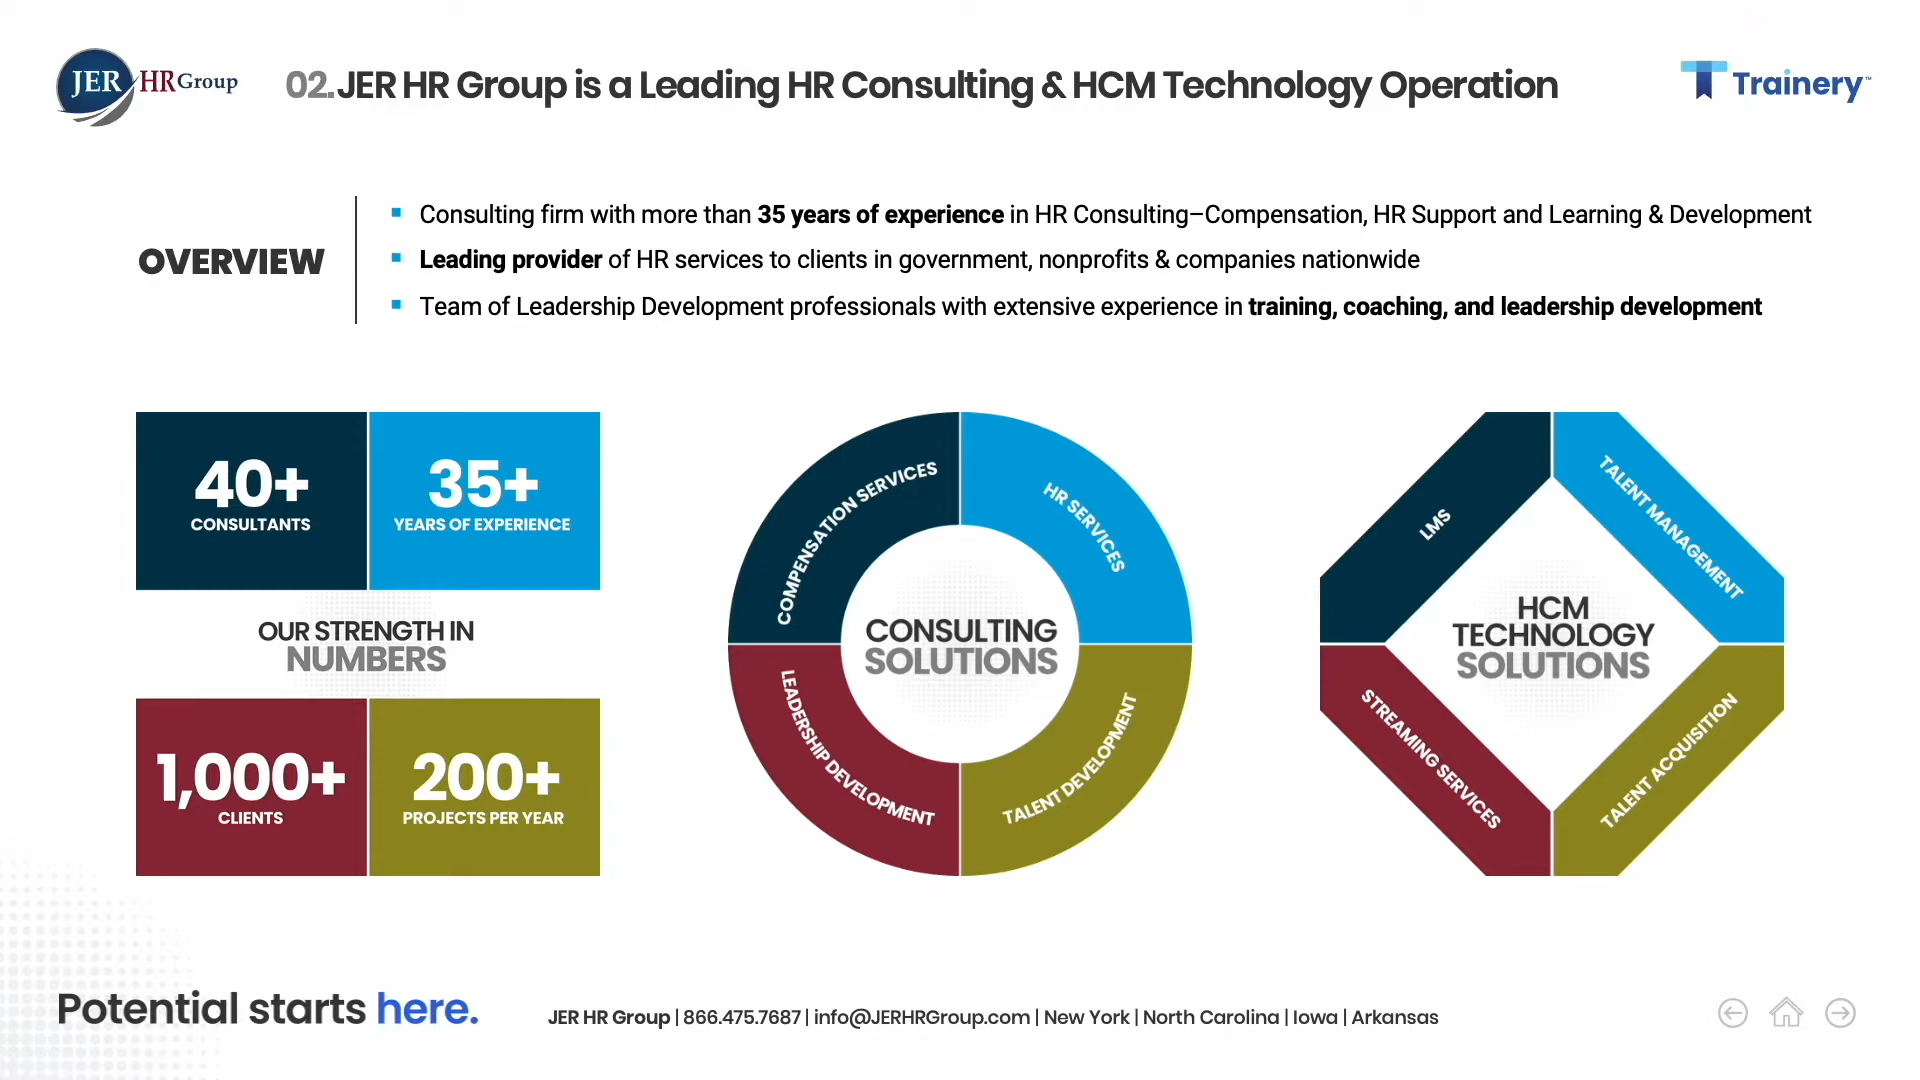 JER HR Group
02. JER HR Group is a Leading HR Consulting & HCM Technology Operation
Trainery™
OVERVIEW
Consulting firm with more than 35 years of experience in HR Consulting–Compensation, HR Support and Learning & Development
Leading provider of HR services to clients in government, nonprofits & companies nationwide
Team of Leadership Development professionals with extensive experience in training, coaching, and leadership development
40+
CONSULTANTS
35+
YEARS OF EXPERIENCE
OUR STRENGTH IN
NUMBERS
1,000+
CLIENTS
200+
PROJECTS PER YEAR
COMPENSATION SERVICES
HR SERVICES
CONSULTING
SOLUTIONS
LEADERSHIP DEVELOPMENT
TALENT DEVELOPMENT
LMS
TALENT MANAGEMENT
HCM
TECHNOLOGY
SOLUTIONS
STREAMING SERVICES
TALENT ACQUISITION
Potential starts here.
JER HR Group | 866.475.7687 | info@JERHRGroup.com | New York | North Carolina | Iowa | Arkansas